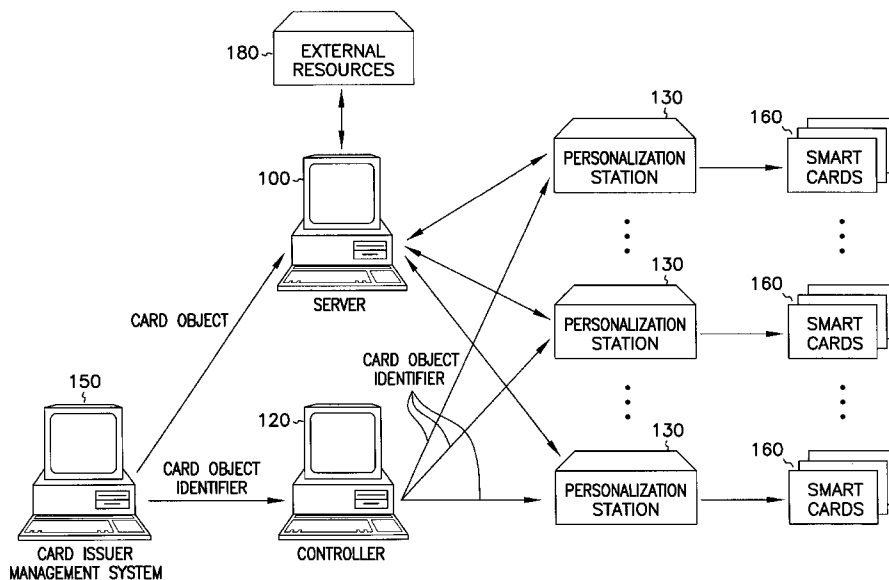 180
EXTERNAL
RESOURCES
100
SERVER
CARD OBJECT
150
CARD ISSUER
MANAGEMENT SYSTEM
CARD OBJECT
IDENTIFIER
120
CONTROLLER
CARD OBJECT
IDENTIFIER
130
PERSONALIZATION
STATION
160
SMART
CARDS
130
PERSONALIZATION
STATION
160
SMART
CARDS
130
PERSONALIZATION
STATION
160
SMART
CARDS